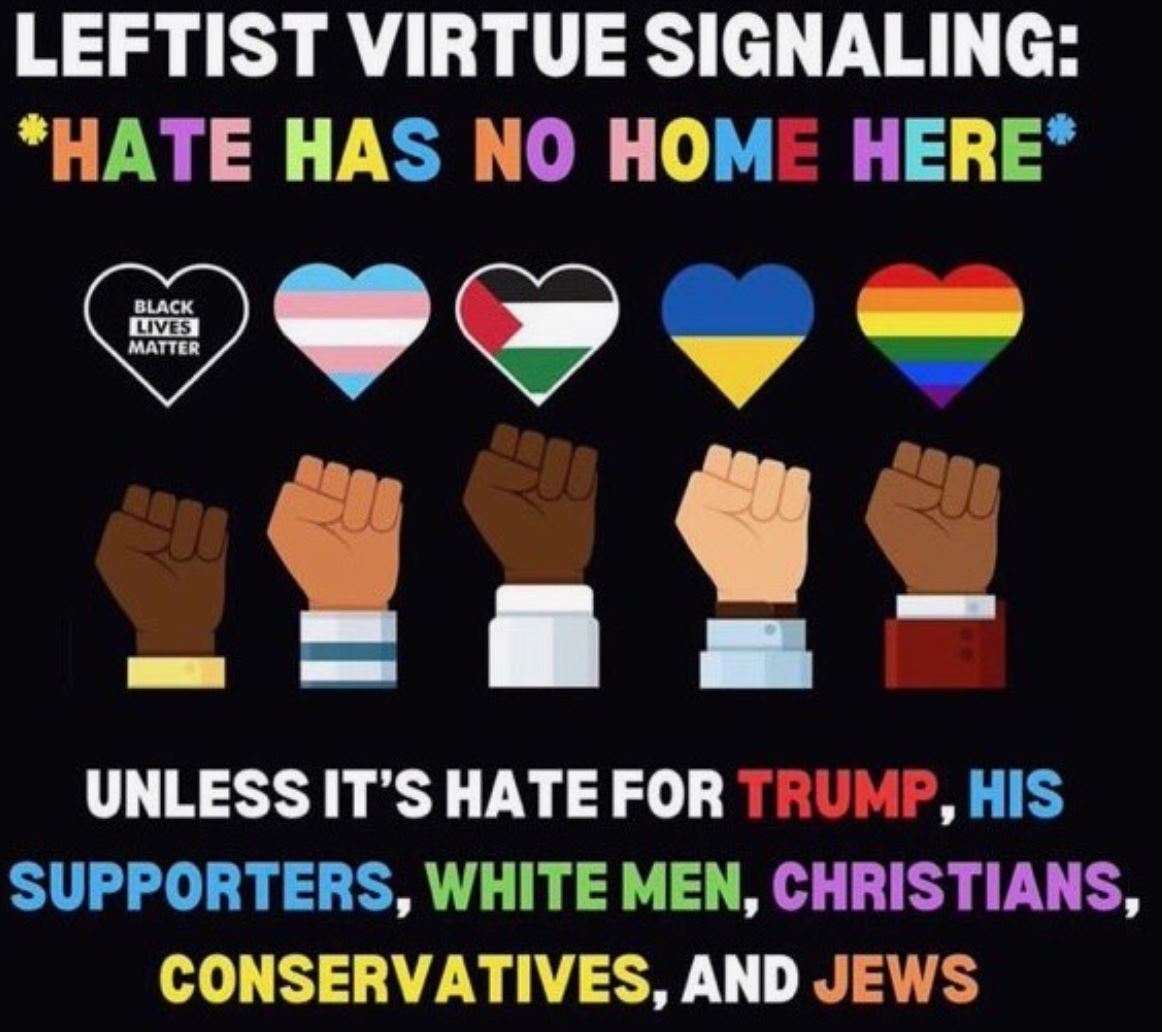 LEFTIST VIRTUE SIGNALING:
*HATE HAS NO HOME HERE*
BLACK
LIVES
MATTER
UNLESS IT'S HATE FOR TRUMP, HIS
SUPPORTERS, WHITE MEN, CHRISTIANS,
CONSERVATIVES, AND JEWS